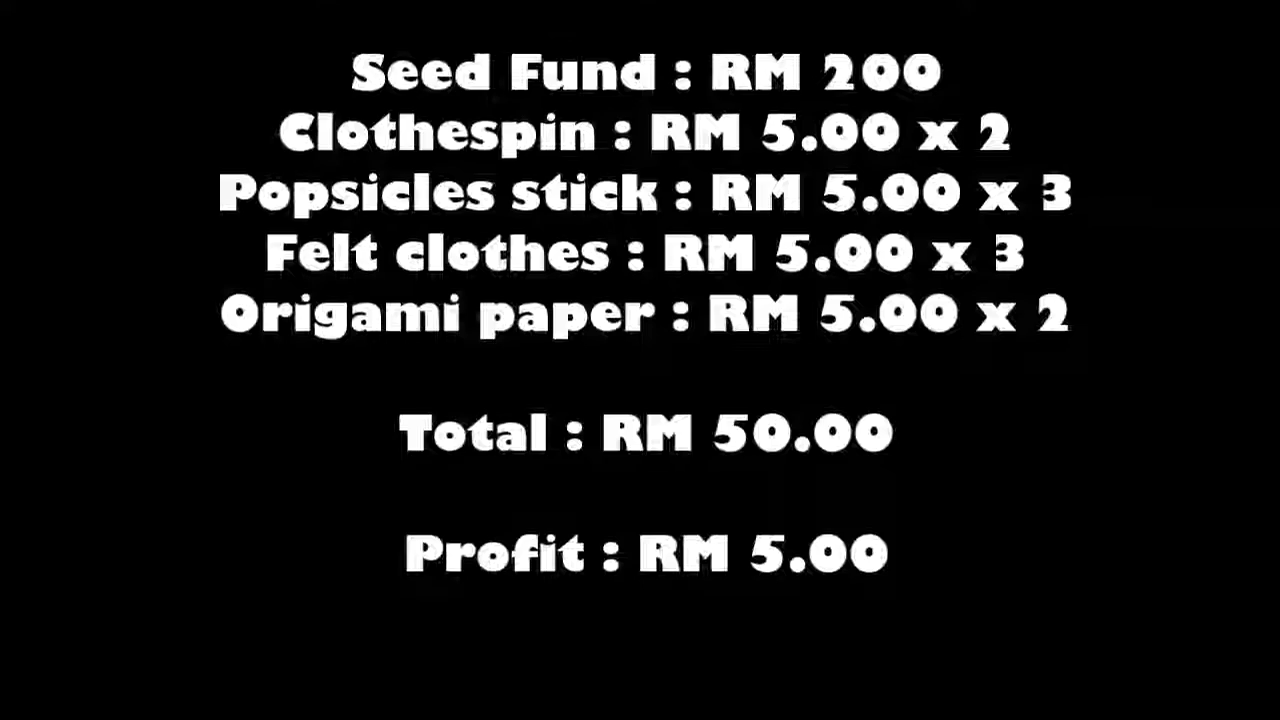 Seed Fund : RM 200
Clothespin : RM 5.00 x 2
Popsicles stick : RM 5.00 x 3
Felt clothes : RM 5.00 x 3
Origami paper : RM 5.00 x 2
Total : RM 50.00
Profit : RM 5.00